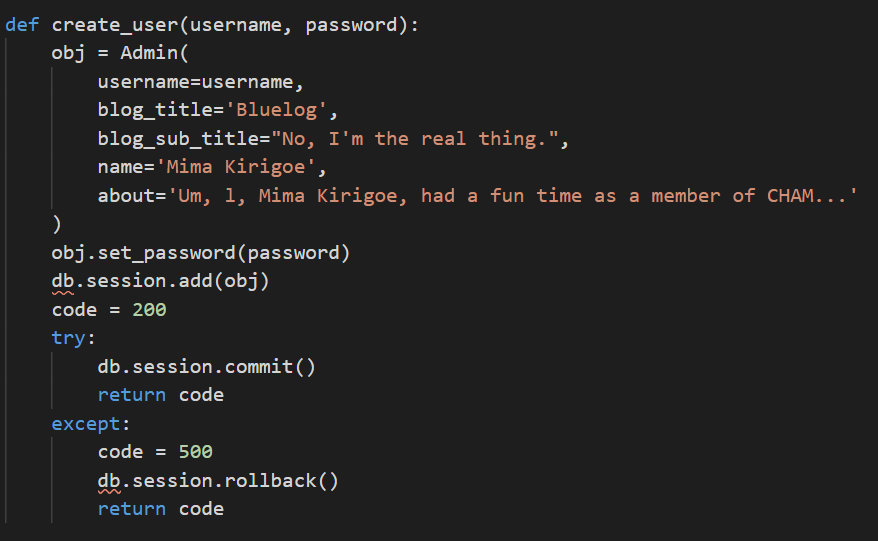 def create_user(username, password):
    obj = Admin(
        username=username,
        blog_title='Bluelog',
        blog_sub_title="No, I'm the real thing.",
        name='Mima Kirigoe',
        about='Um, l, Mima Kirigoe, had a fun time as a member of CHAM...'
    )
    obj.set_password(password)
    db.session.add(obj)
    code = 200
    try:
        db.session.commit()
        return code
    except:
        code = 500
        db.session.rollback()
        return code